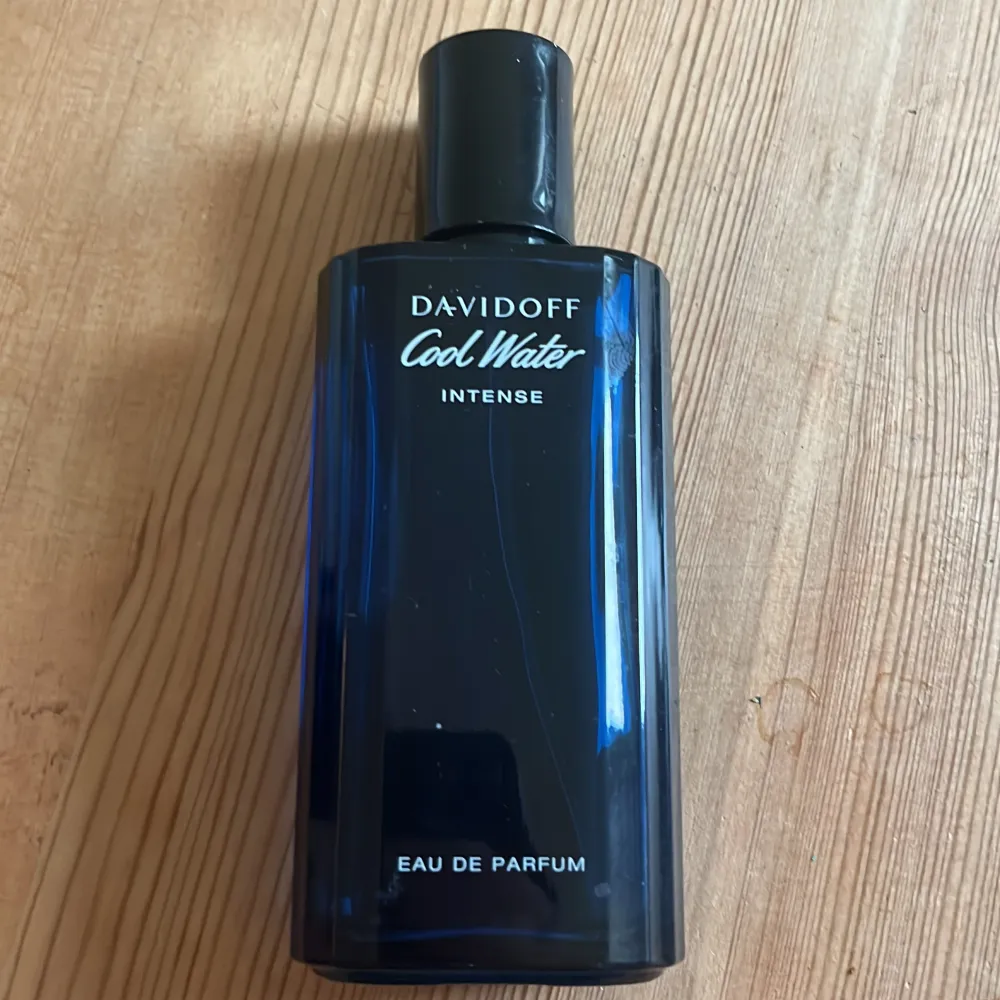 DAVIDOFF
Cool Water
INTENSE
EAU DE PARFUM